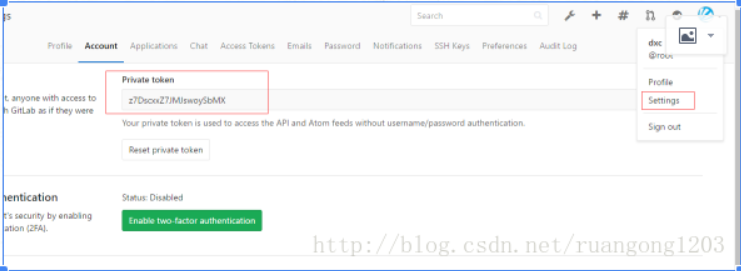 gs
Search
Profile Account Applications Chat Access Tokens Emails Password Notifications SSH Keys Preferences Audit Log
dxc
@root
Profile
Settings
Sign out
Private token
t. anyone with access to
h GitLab as if they were
Your private token is used to access the API and Atom feeds without username/password authentication.
Reset private token
hentication
t's security by enabling
cation (2FA).
Status: Disabled
Enable two-factor authentication
http://blog.csdn.net/ruangong1203